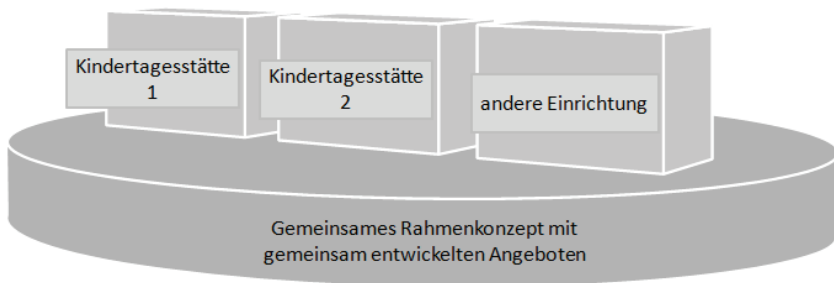 Kindertagesstätte
1
Kindertagesstätte
2
andere Einrichtung
Gemeinsames Rahmenkonzept mit
gemeinsam entwickelten Angeboten